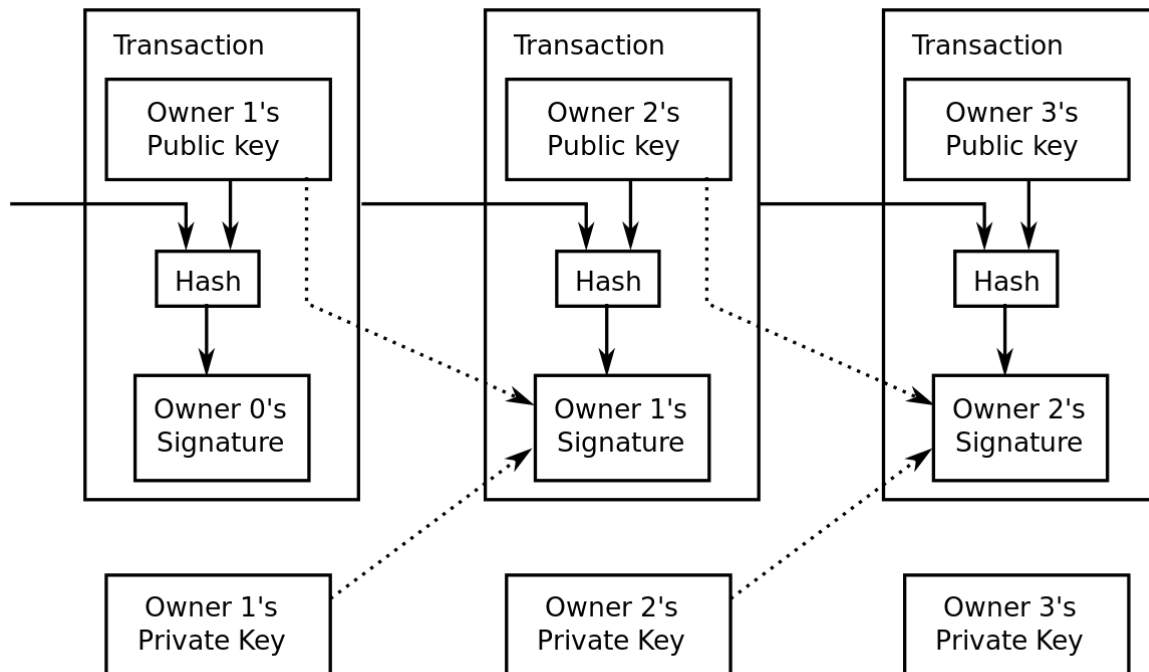 Transaction
Owner 1's
Public key
Hash
Owner 0's
Signature
Owner 1's
Private Key
Transaction
Owner 2's
Public key
Hash
Owner 1's
Signature
Owner 2's
Private Key
Transaction
Owner 3's
Public key
Hash
Owner 2's
Signature
Owner 3's
Private Key